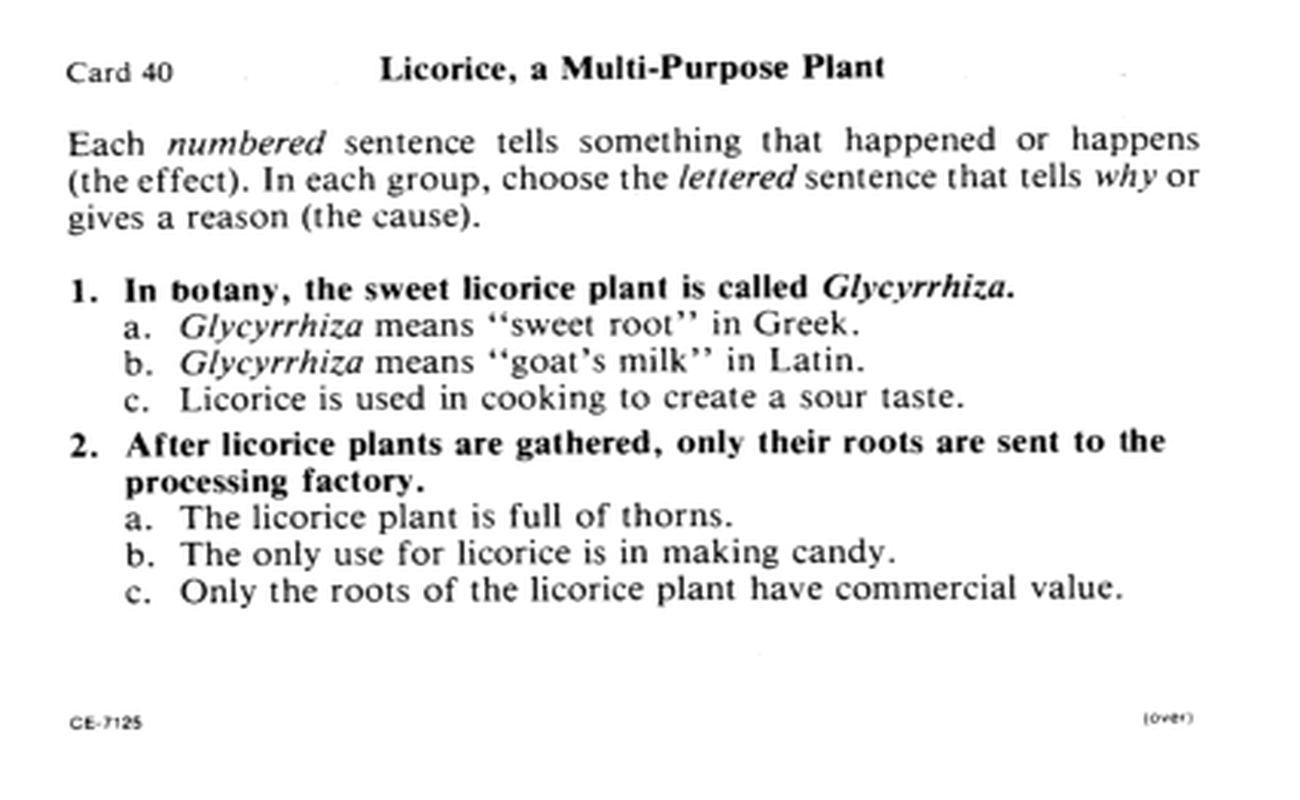 Card 40
Licorice, a Multi-Purpose Plant
Each numbered sentence tells something that happened or happens
(the effect). In each group, choose the lettered sentence that tells why or
gives a reason (the cause).
1. In botany, the sweet licorice plant is called Glycyrrhiza.
a. Glycyrrhiza means “sweet root” in Greek.
b. Glycyrrhiza means “goat’s milk” in Latin.
c. Licorice is used in cooking to create a sour taste.
2. After licorice plants are gathered, only their roots are sent to the
processing factory.
a. The licorice plant is full of thorns.
b. The only use for licorice is in making candy.
c. Only the roots of the licorice plant have commercial value.
CE-7125
(over)